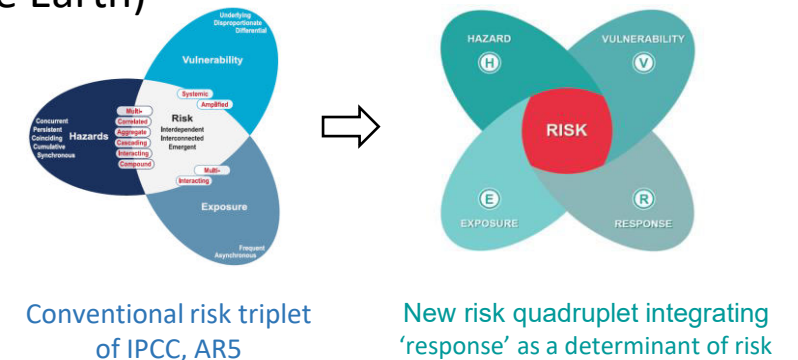 e Earth)
Underlying
Disproportionate
Differential
Vulnerability
Systemic
Amplified
Concurrent
Persistent
Coinciding
Cumulative
Synchronous
Hazards
Multi-
Correlated
Aggregate
Cascading
Interacting
Compound
Risk
Interdependent
Interconnected
Emergent
Multi-
Interacting
Exposure
Frequent
Asynchronous
HAZARD
H
VULNERABILITY
V
RISK
E
EXPOSURE
R
RESPONSE
Conventional risk triplet
of IPCC, AR5
New risk quadruplet integrating
‘response’ as a determinant of risk